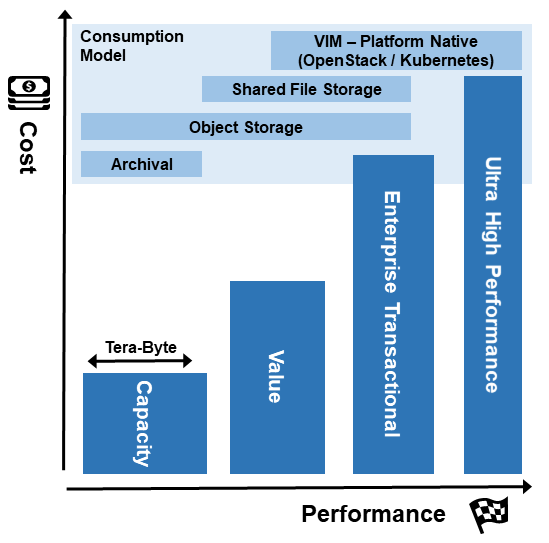 Consumption
Model
VIM – Platform Native
(OpenStack / Kubernetes)
Shared File Storage
Object Storage
Archival
Cost
Tera-Byte
Capacity
Value
Enterprise Transactional
Ultra High Performance
Performance